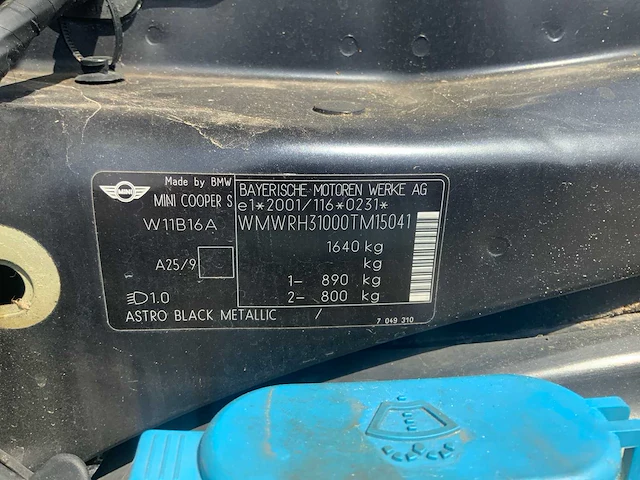 MINI
Made by BMW
MINI COOPER S
W11B16A
A25/9
1.0
BAYERISCHE MOTOREN WERKE AG
e1*2001/116*0231*
WMWRH31000TM15041
1640 kg
kg
1- 890 kg
2- 800 kg
ASTRO BLACK METALLIC /
7 049 310